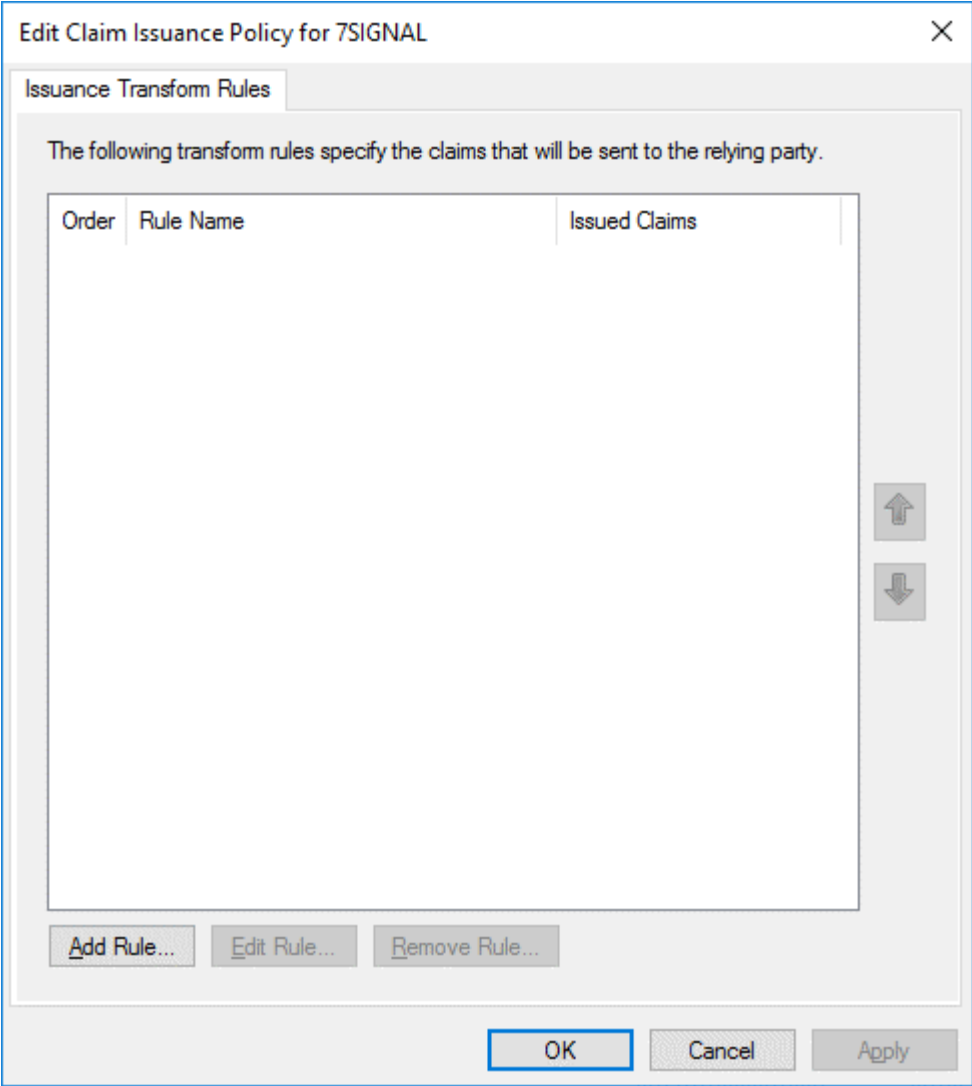 Edit Claim Issuance Policy for 7SIGNAL
Issuance Transform Rules
The following transform rules specify the claims that will be sent to the relying party.
Order Rule Name Issued Claims
Add Rule... Edit Rule... Remove Rule...
OK Cancel Apply